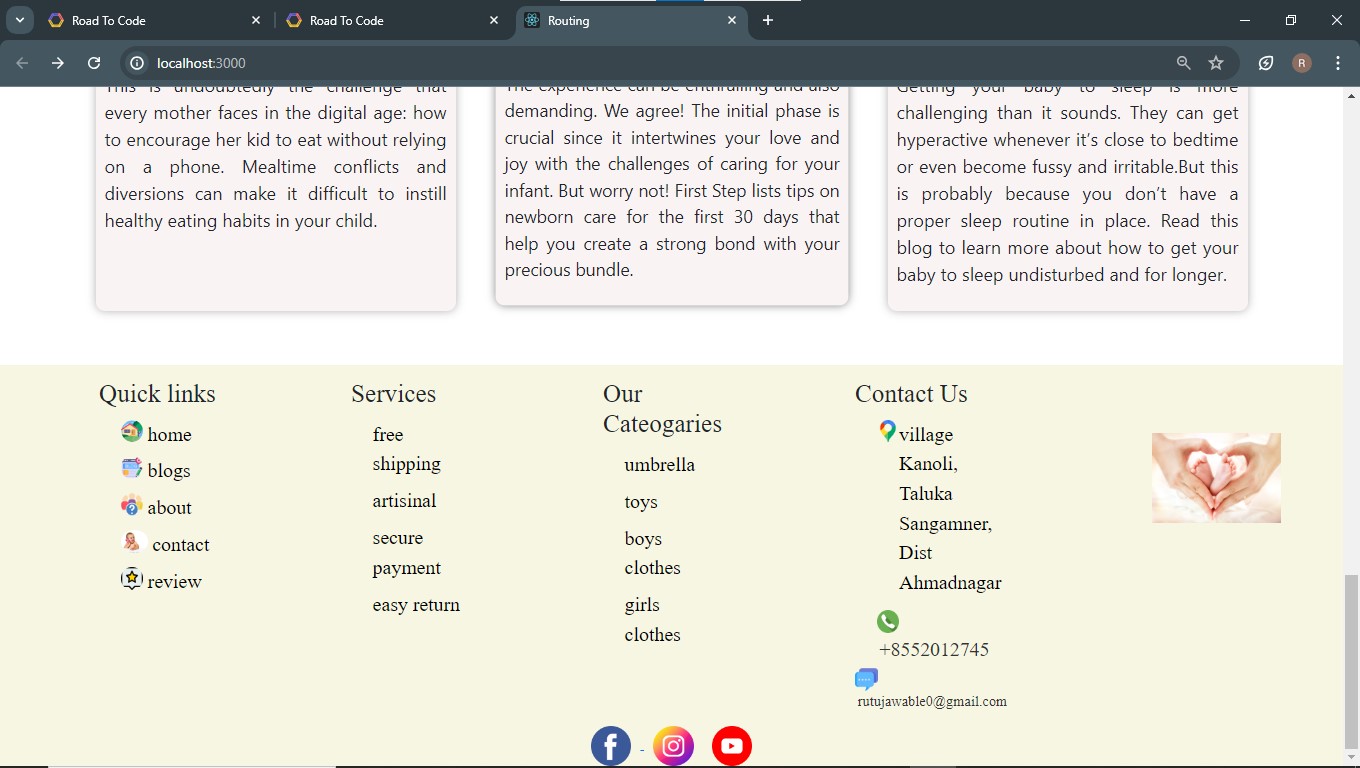 Road To Code
Road To Code
Routing
localhost:3000
R
This is undoubtedly the challenge that
every mother faces in the digital age: how
to encourage her kid to eat without relying
on a phone. Mealtime conflicts and
diversions can make it difficult to instill
healthy eating habits in your child.
The experience can be enthralling and also
demanding. We agree! The initial phase is
crucial since it intertwines your love and
joy with the challenges of caring for your
infant. But worry not! First Step lists tips on
newborn care for the first 30 days that
help you create a strong bond with your
precious bundle.
Getting your baby to sleep is more
challenging than it sounds. They can get
hyperactive whenever it’s close to bedtime
or even become fussy and irritable.But this
is probably because you don’t have a
proper sleep routine in place. Read this
blog to learn more about how to get your
baby to sleep undisturbed and for longer.
Quick links
home
blogs
about
contact
review
Services
free
shipping
artisinal
secure
payment
easy return
Our
Cateogaries
umbrella
toys
boys
clothes
girls
clothes
Contact Us
village
Kanoli,
Taluka
Sangamner,
Dist
Ahmadnagar
+8552012745
rutujawable0@gmail.com